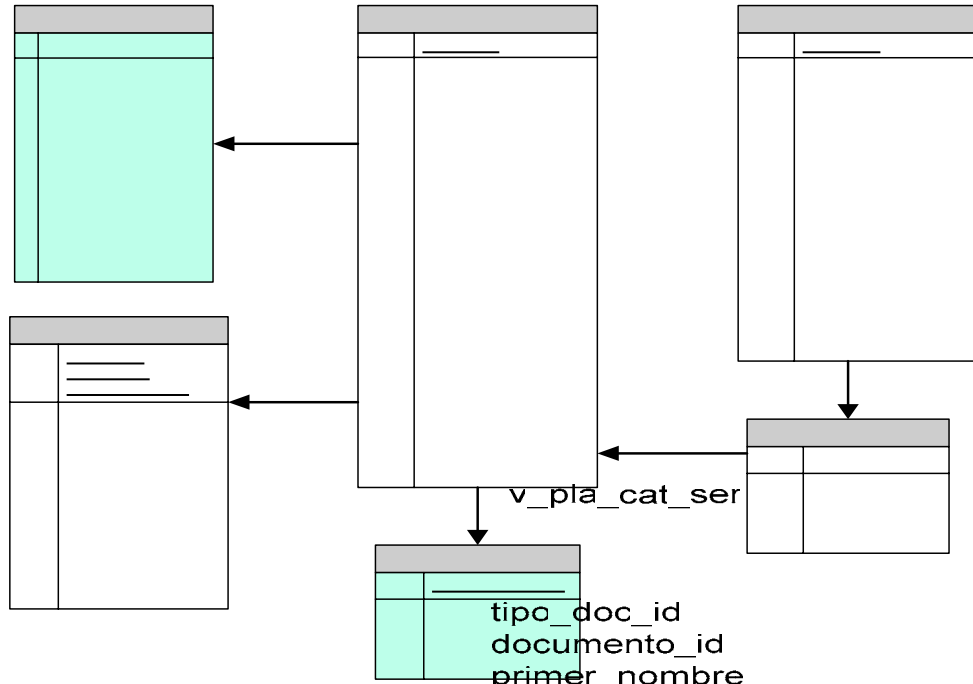 v_pla_cat_ser
tipo_doc_id
documento_id
primer_nombre